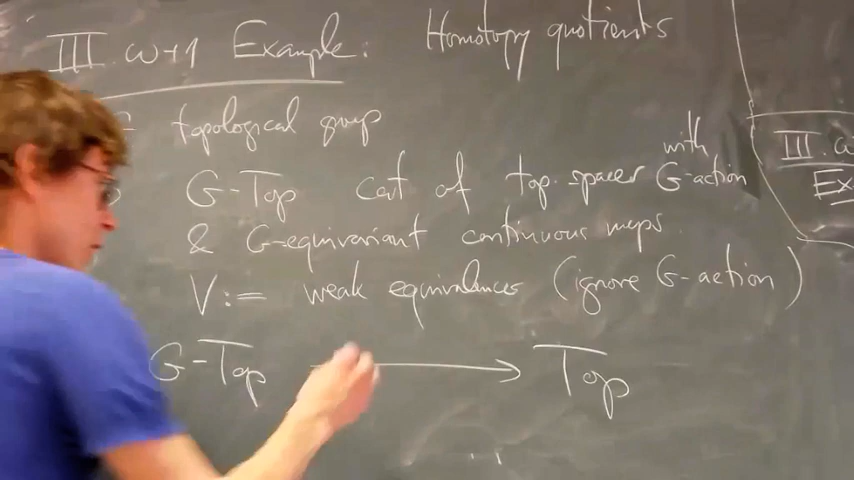 III. ω+1 Example: Homotopy quotients
topological group
G-Top cat of top. spaces with G-action
& G-equivariant continuous maps.
V := weak equivalences (ignore G-action)
G-Top → Top
III. ω
Ex